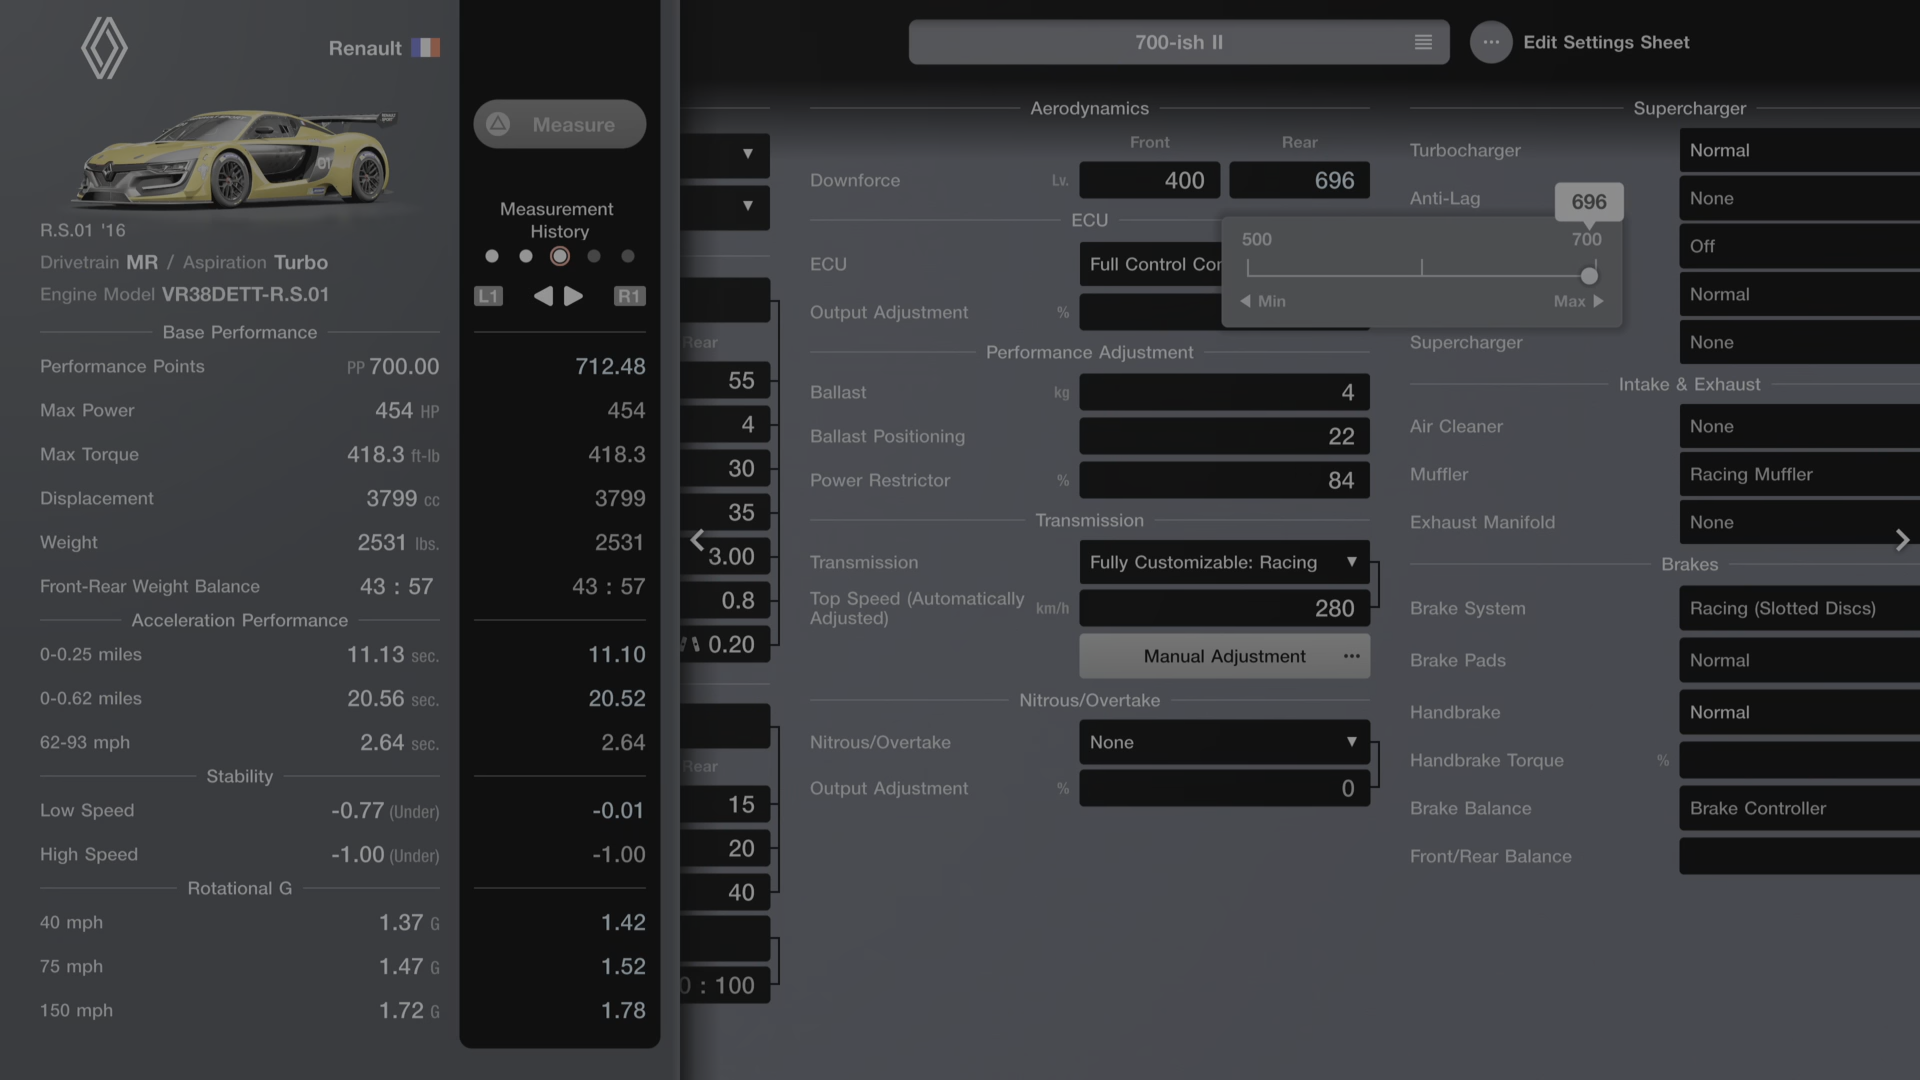 Renault
R.S.01 '16
Drivetrain MR / Aspiration Turbo
Engine Model VR38DETT-R.S.01
Base Performance
Performance Points PP 700.00 712.48
Max Power 454 HP 454
Max Torque 418.3 ft-lb 418.3
Displacement 3799 cc 3799
Weight 2531 lbs. 2531
Front-Rear Weight Balance 43 : 57 43 : 57
Acceleration Performance
0-0.25 miles 11.13 sec. 11.10
0-0.62 miles 20.56 sec. 20.52
62-93 mph 2.64 sec. 2.64
Stability
Low Speed -0.77 (Under) -0.01
High Speed -1.00 (Under) -1.00
Rotational G
40 mph 1.37 G 1.42
75 mph 1.47 G 1.52
150 mph 1.72 G 1.78
Measure
Measurement
History
L1 R1
Rear
55
4
30
35
3.00
0.8
0.20
Rear
15
20
40
0 : 100
700-ish II
Edit Settings Sheet
Aerodynamics
Front Rear
Downforce Lv. 400 696
ECU
ECU Full Control Cor
Output Adjustment %
696
500 700
Min Max
Performance Adjustment
Ballast kg 4
Ballast Positioning 22
Power Restrictor % 84
Transmission
Transmission Fully Customizable: Racing
Top Speed (Automatically
Adjusted) km/h 280
Manual Adjustment
Nitrous/Overtake
Nitrous/Overtake None
Output Adjustment % 0
Supercharger
Turbocharger Normal
Anti-Lag None
Off
Normal
Supercharger None
Intake & Exhaust
Air Cleaner None
Muffler Racing Muffler
Exhaust Manifold None
Brakes
Brake System Racing (Slotted Discs)
Brake Pads Normal
Handbrake Normal
Handbrake Torque %
Brake Balance Brake Controller
Front/Rear Balance